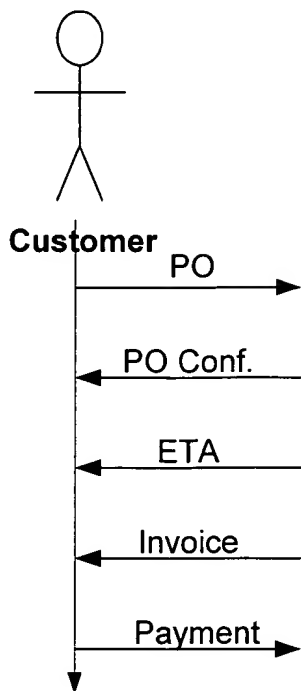 Customer
PO
PO Conf.
ETA
Invoice
Payment